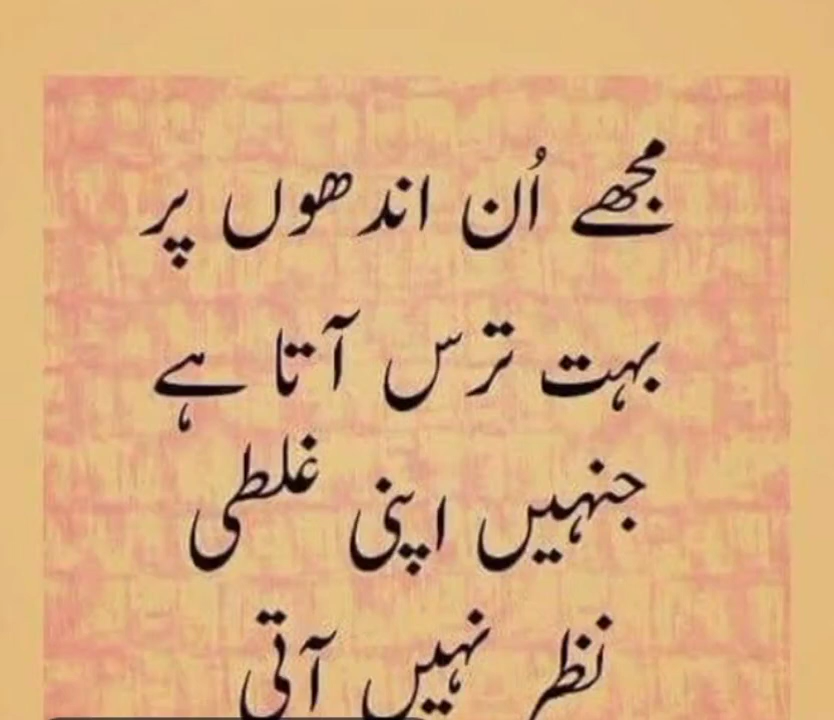 مجھے اُن اندھوں پر
بہت ترس آتا ہے
جنہیں اپنی غلطی
نظر نہیں آتی